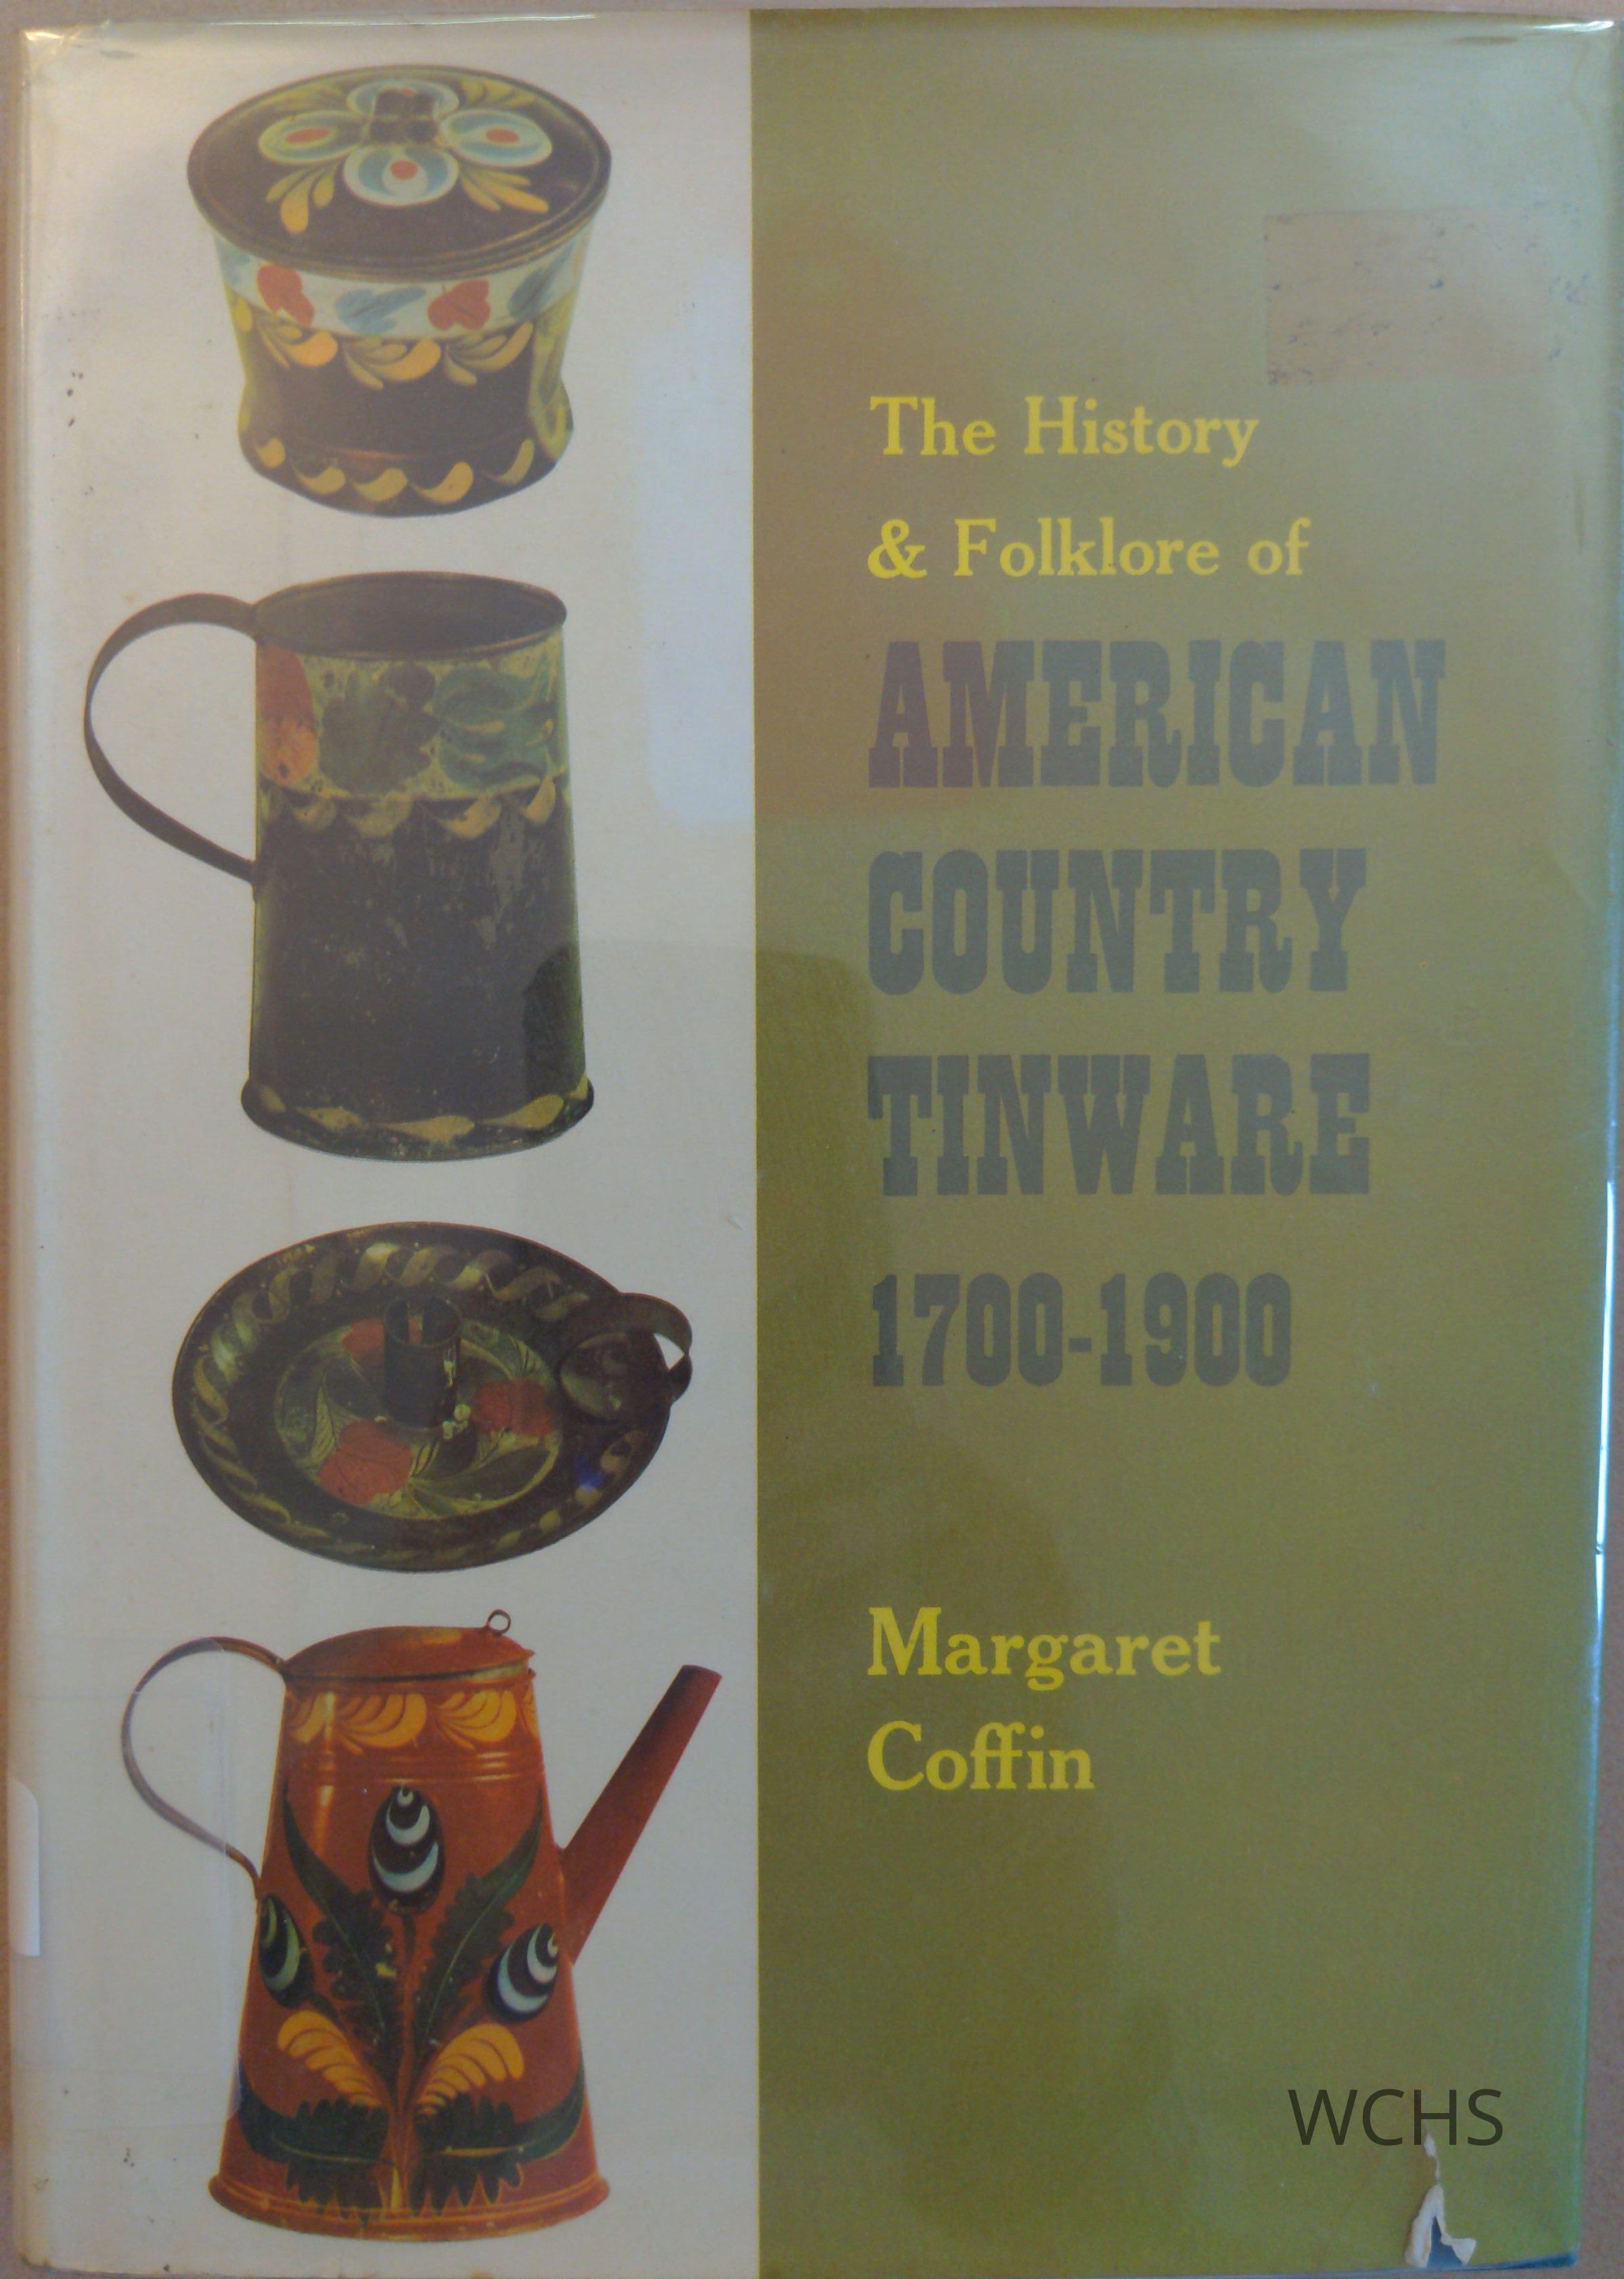 The History
& Folklore of
AMERICAN
COUNTRY
TINWARE
1700-1900
Margaret
Coffin
WCHS